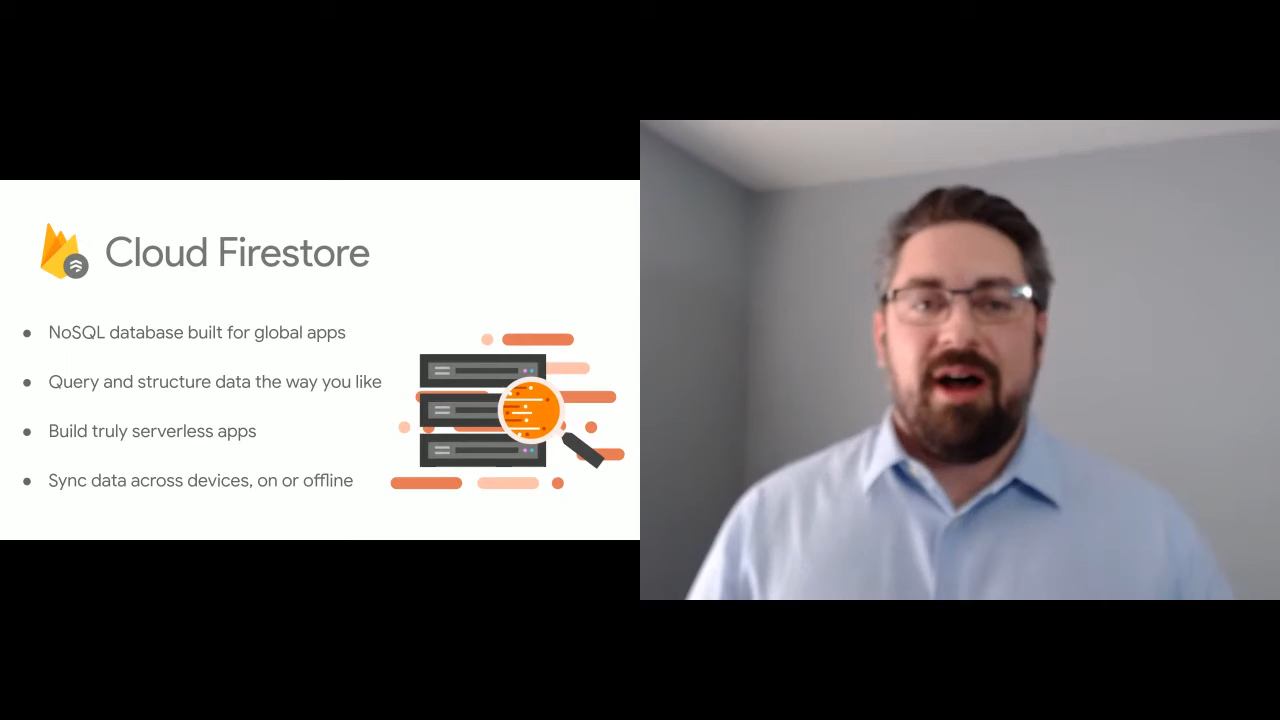 Cloud Firestore
● NoSQL database built for global apps
● Query and structure data the way you like
● Build truly serverless apps
● Sync data across devices, on or offline